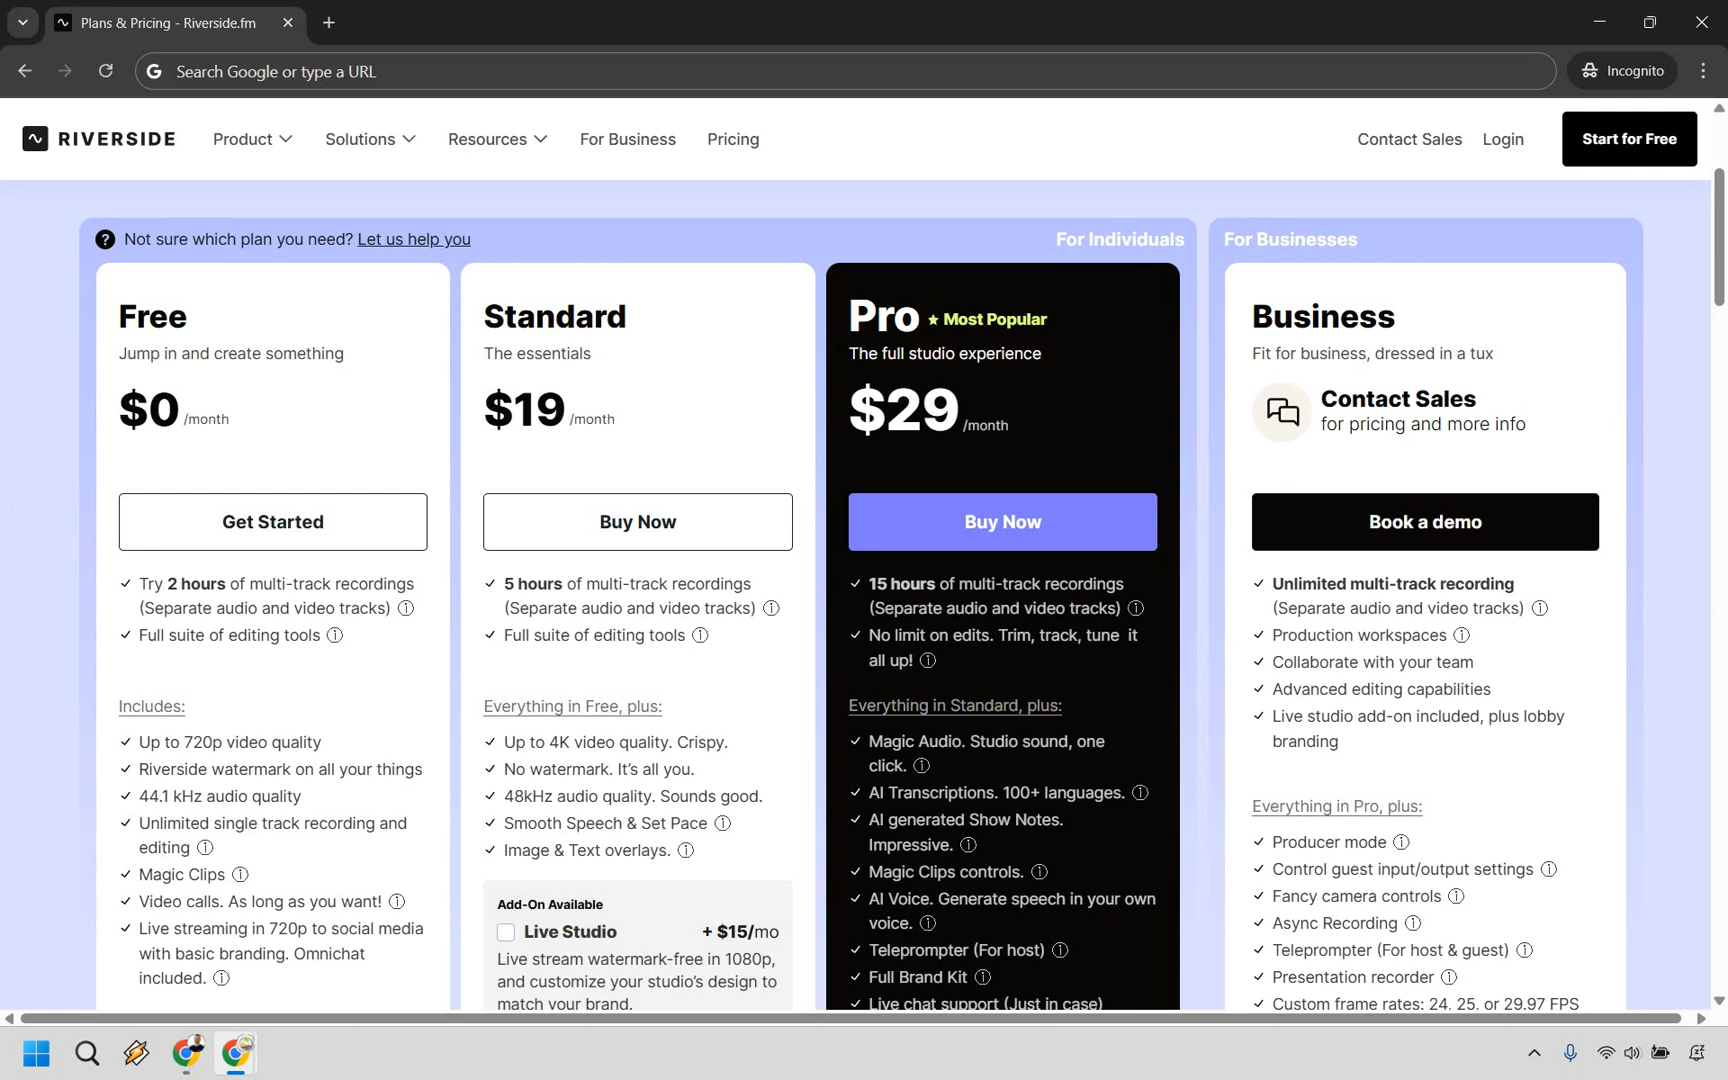 Plans & Pricing - Riverside.fm
Search Google or type a URL
Incognito
RIVERSIDE
Product
Solutions
Resources
For Business
Pricing
Contact Sales
Login
Start for Free
Not sure which plan you need? Let us help you
For Individuals
For Businesses
Free
Jump in and create something
$0 /month
Get Started
Try 2 hours of multi-track recordings
(Separate audio and video tracks)
Full suite of editing tools
Includes:
Up to 720p video quality
Riverside watermark on all your things
44.1 kHz audio quality
Unlimited single track recording and
editing
Magic Clips
Video calls. As long as you want!
Live streaming in 720p to social media
with basic branding. Omnichat
included.
Standard
The essentials
$19 /month
Buy Now
5 hours of multi-track recordings
(Separate audio and video tracks)
Full suite of editing tools
Everything in Free, plus:
Up to 4K video quality. Crispy.
No watermark. It's all you.
48kHz audio quality. Sounds good.
Smooth Speech & Set Pace
Image & Text overlays.
Add-On Available
Live Studio + $15/mo
Live stream watermark-free in 1080p,
and customize your studio's design to
match your brand.
Pro ★ Most Popular
The full studio experience
$29 /month
Buy Now
15 hours of multi-track recordings
(Separate audio and video tracks)
No limit on edits. Trim, track, tune it
all up!
Everything in Standard, plus:
Magic Audio. Studio sound, one
click.
AI Transcriptions. 100+ languages.
AI generated Show Notes.
Impressive.
Magic Clips controls.
AI Voice. Generate speech in your own
voice.
Teleprompter (For host)
Full Brand Kit
Live chat support (Just in case)
Business
Fit for business, dressed in a tux
Contact Sales
for pricing and more info
Book a demo
Unlimited multi-track recording
(Separate audio and video tracks)
Production workspaces
Collaborate with your team
Advanced editing capabilities
Live studio add-on included, plus lobby
branding
Everything in Pro, plus:
Producer mode
Control guest input/output settings
Fancy camera controls
Async Recording
Teleprompter (For host & guest)
Presentation recorder
Custom frame rates: 24, 25, or 29.97 FPS